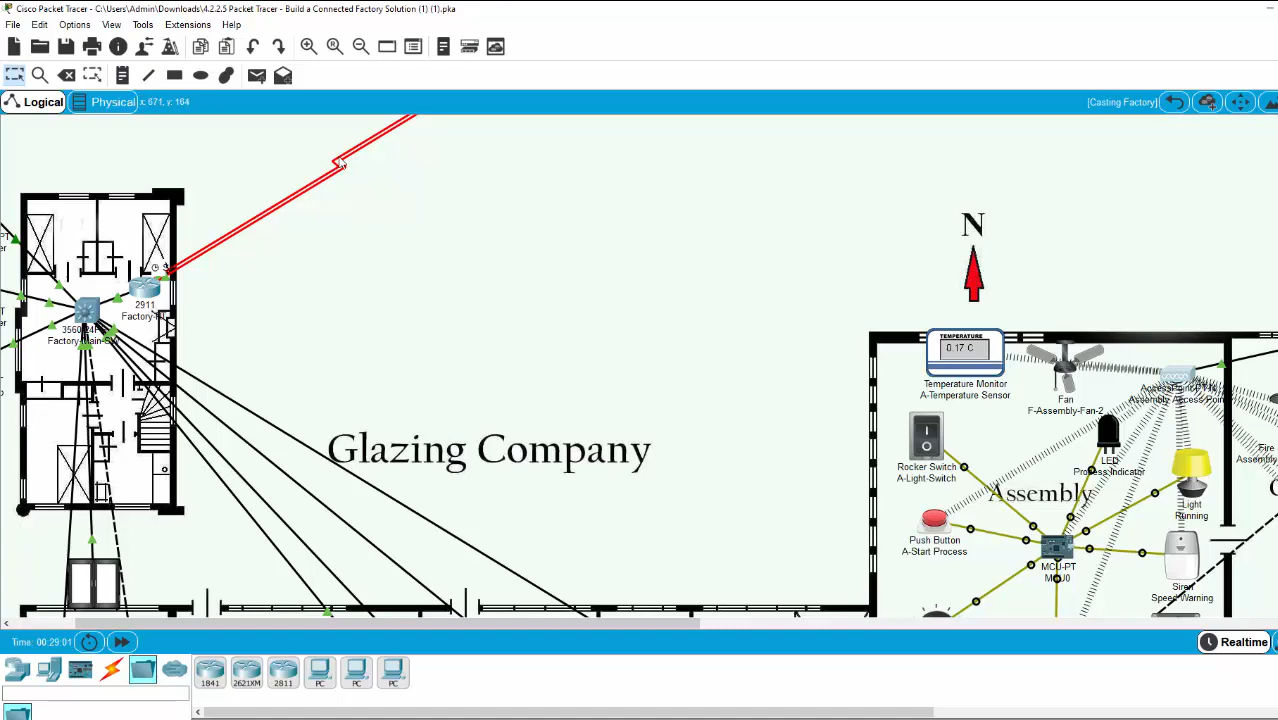 Cisco Packet Tracer - C:\Users\Admin\Downloads\4.2.2.5 Packet Tracer - Build a Connected Factory Solution (1) (1).pka
File Edit Options View Tools Extensions Help
Logical Physical x: 671, y: 164 [Casting Factory]
N
2911
3560-24PS
Factory-Main-SW
TEMPERATURE
0.17 C
Temperature Monitor
A-Temperature Sensor
Fan
F-Assembly-Fan-2
Assembly Access Point
Rocker Switch
A-Light-Switch
LED
Process Indicator
Light
Running
Glazing Company
Assembly
Push Button
A-Start Process
MCU-PT
MCU0
Siren
Speed Warning
Time: 00:29:01 Realtime
1841 2621XM 2811 PC PC PC